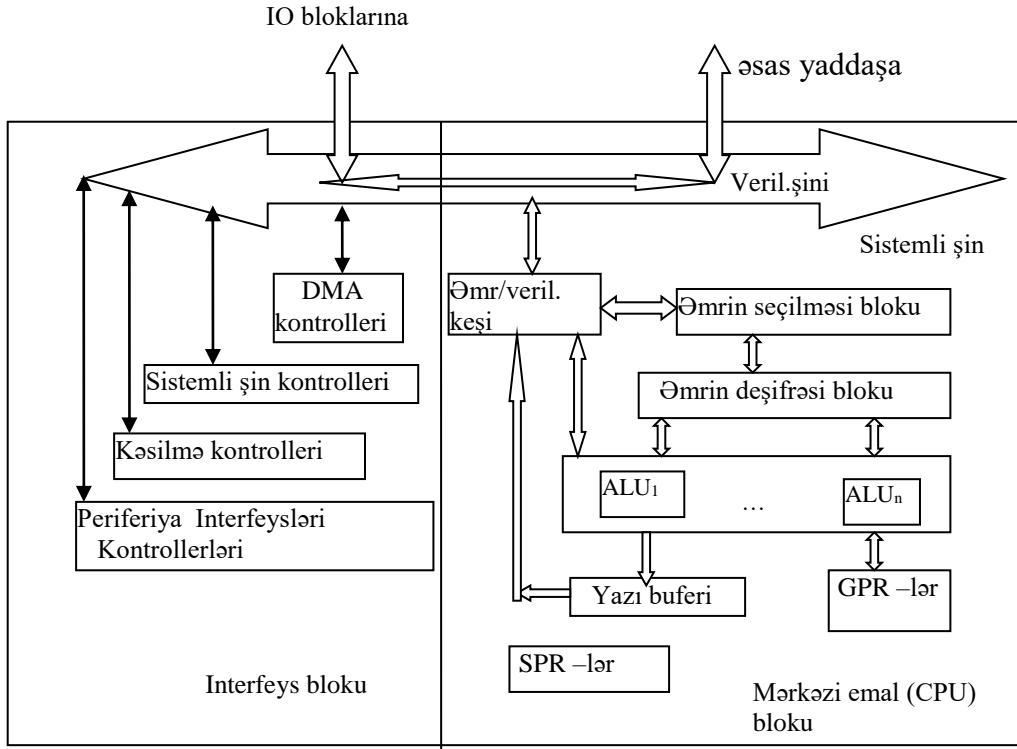 IO bloklarına
əsas yaddaşa
Veril.şini
Sistemli şin
DMA
kontrolleri
Əmr/veril.
keşi
Əmrin seçilməsi bloku
Sistemli şin kontrolleri
Əmrin deşifrəsi bloku
Kəsilmə kontrolleri
ALU1
...
ALUn
Periferiya Interfeysləri
Kontrollerləri
Yazı buferi
GPR –lər
SPR –lər
Interfeys bloku
Mərkəzi emal (CPU)
bloku